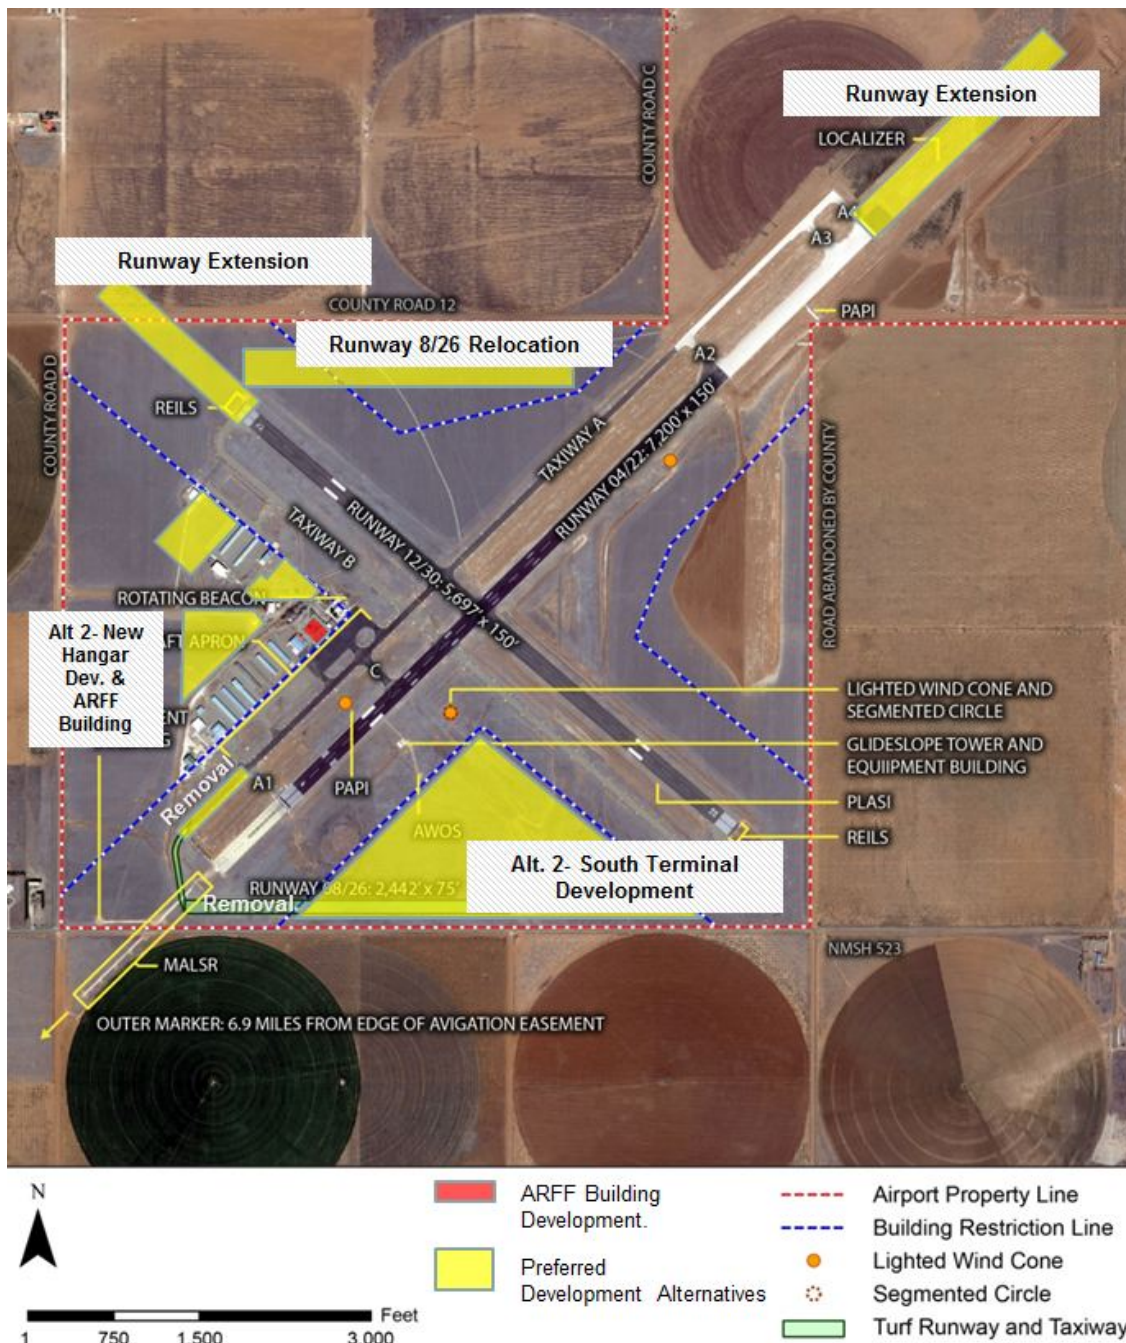 Runway Extension
LOCALIZER
COUNTY ROAD C
A4
A3
Runway Extension
COUNTY ROAD 12
PAPI
Runway 8/26 Relocation
A2
COUNTY ROAD D
REILS
TAXIWAY A
RUNWAY 04/22: 7,200' x 150'
RUNWAY 12/30: 5,697' x 150'
TAXIWAY B
ROAD ABANDONED BY COUNTY
ROTATING BEACON
Alt 2- New
Hangar
Dev. &
ARFF
Building
APRON
C
LIGHTED WIND CONE AND
SEGMENTED CIRCLE
GLIDESLOPE TOWER AND
EQUIIPMENT BUILDING
Removal
A1
PAPI
PLASI
AWOS
REILS
Alt. 2- South Terminal
Development
RUNWAY 08/26: 2,442' x 75'
Removal
NMSH 523
MALSR
OUTER MARKER: 6.9 MILES FROM EDGE OF AVIGATION EASEMENT
N
ARFF Building
Development.
Preferred
Development Alternatives
Airport Property Line
Building Restriction Line
Lighted Wind Cone
Segmented Circle
Turf Runway and Taxiway
Feet
1 750 1,500 3,000